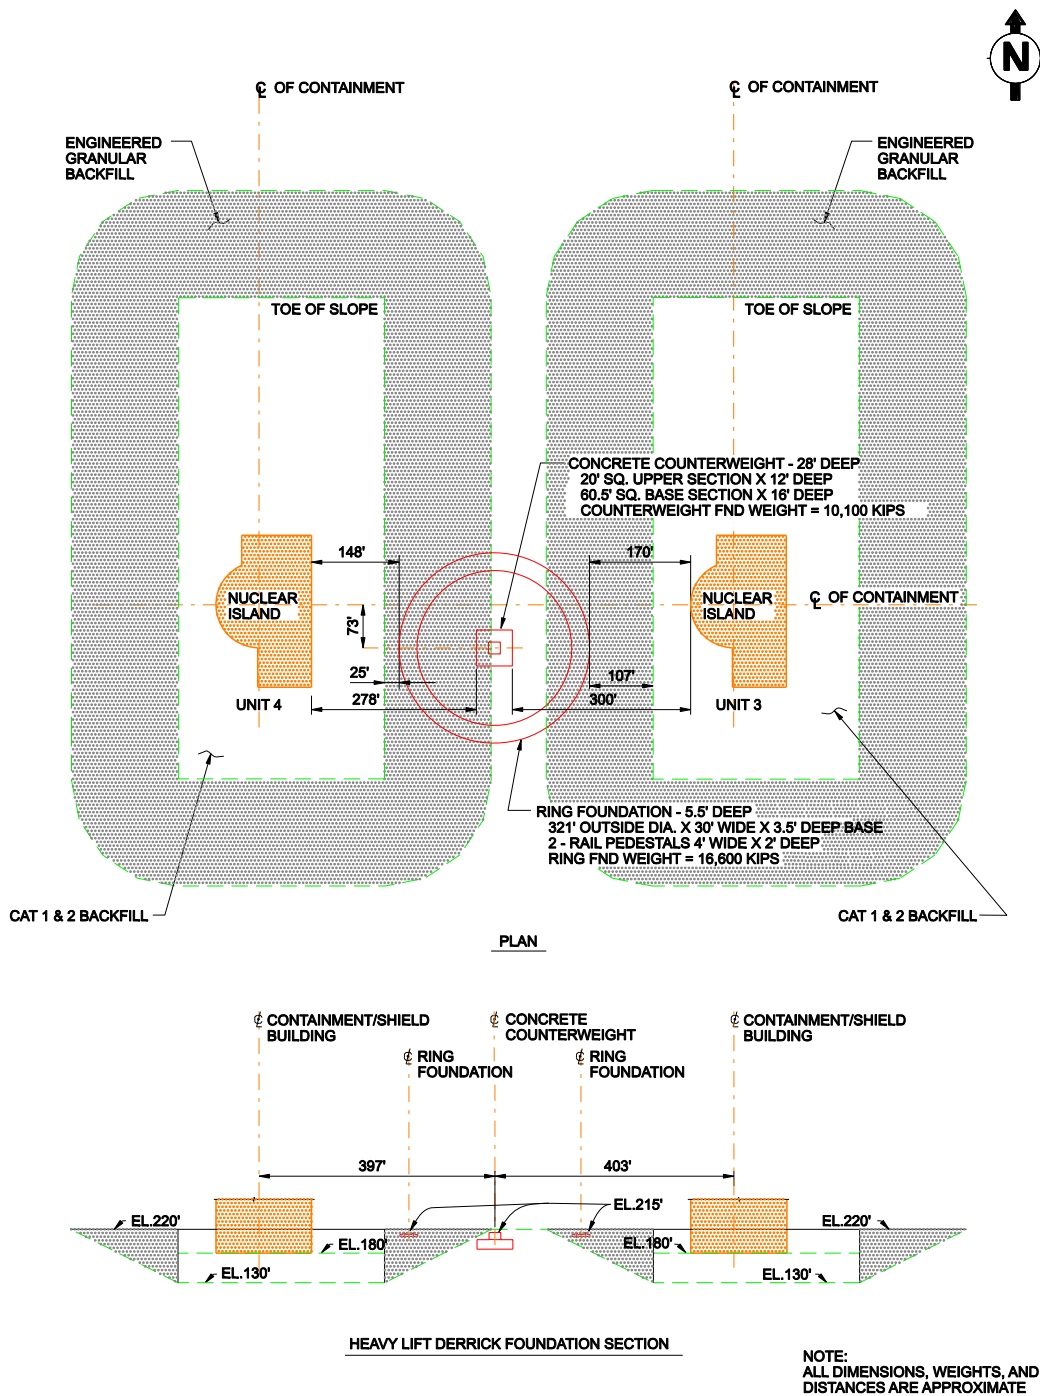 N
℄ OF CONTAINMENT
℄ OF CONTAINMENT
ENGINEERED
GRANULAR
BACKFILL
ENGINEERED
GRANULAR
BACKFILL
TOE OF SLOPE
TOE OF SLOPE
CONCRETE COUNTERWEIGHT - 28' DEEP
20' SQ. UPPER SECTION X 12' DEEP
60.5' SQ. BASE SECTION X 16' DEEP
COUNTERWEIGHT FND WEIGHT = 10,100 KIPS
148'
170'
NUCLEAR
ISLAND
NUCLEAR
ISLAND
℄ OF CONTAINMENT
73'
25'
107'
278'
300'
UNIT 4
UNIT 3
RING FOUNDATION - 5.5' DEEP
321' OUTSIDE DIA. X 30' WIDE X 3.5' DEEP BASE
2 - RAIL PEDESTALS 4' WIDE X 2' DEEP
RING FND WEIGHT = 16,600 KIPS
CAT 1 & 2 BACKFILL
CAT 1 & 2 BACKFILL
PLAN
℄ CONTAINMENT/SHIELD
BUILDING
℄ CONCRETE
COUNTERWEIGHT
℄ CONTAINMENT/SHIELD
BUILDING
℄ RING
FOUNDATION
℄ RING
FOUNDATION
397'
403'
EL.215'
EL.220'
EL.220'
EL.180'
EL.180'
EL.130'
EL.130'
HEAVY LIFT DERRICK FOUNDATION SECTION
NOTE:
ALL DIMENSIONS, WEIGHTS, AND
DISTANCES ARE APPROXIMATE